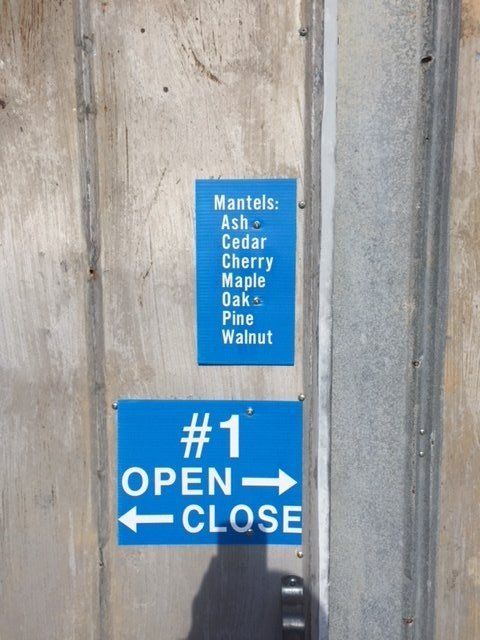 Mantels:
Ash
Cedar
Cherry
Maple
Oak
Pine
Walnut
#1
OPEN →
← CLOSE